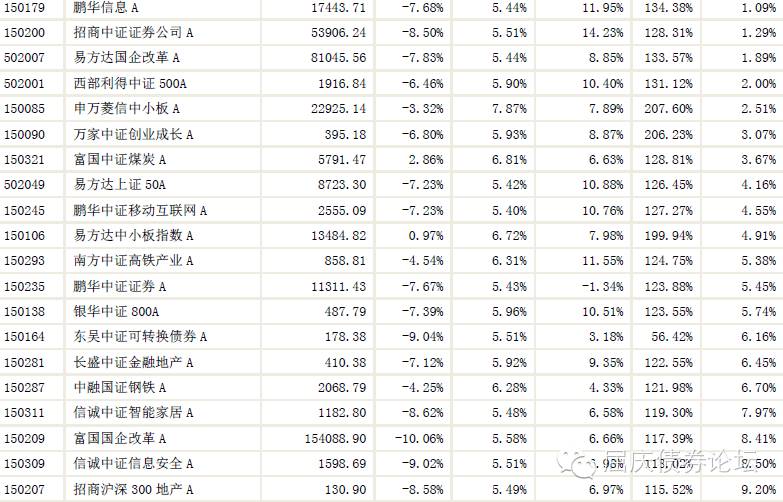 150179 鹏华信息 A 17443.71 -7.68% 5.44% 11.95% 134.38% 1.09%
150200 招商中证证券公司 A 53906.24 -8.50% 5.51% 14.23% 128.31% 1.29%
502007 易方达国企改革 A 81045.56 -7.83% 5.44% 8.85% 133.57% 1.89%
502001 西部利得中证 500A 1916.84 -6.46% 5.90% 10.40% 131.12% 2.00%
150085 申万菱信中小板 A 22925.14 -3.32% 7.87% 7.89% 207.60% 2.51%
150090 万家中证创业成长 A 395.18 -6.80% 5.93% 8.87% 206.23% 3.07%
150321 富国中证煤炭 A 5791.47 2.86% 6.81% 6.63% 128.81% 3.67%
502049 易方达上证 50A 8723.30 -7.23% 5.42% 10.88% 126.45% 4.16%
150245 鹏华中证移动互联网 A 2555.09 -7.23% 5.40% 10.76% 127.27% 4.55%
150106 易方达中小板指数 A 13484.82 0.97% 6.72% 7.98% 199.94% 4.91%
150293 南方中证高铁产业 A 858.81 -4.54% 6.31% 11.55% 124.75% 5.38%
150235 鹏华中证证券 A 11311.43 -7.67% 5.43% -1.34% 123.88% 5.45%
150138 银华中证 800A 487.79 -7.39% 5.96% 10.51% 123.55% 5.74%
150164 东吴中证可转换债券 A 178.38 -9.04% 5.51% 3.18% 56.42% 6.16%
150281 长盛中证金融地产 A 410.38 -7.12% 5.92% 9.35% 122.55% 6.45%
150287 中融国证钢铁 A 2068.79 -4.25% 6.28% 4.33% 121.98% 6.70%
150311 信诚中证智能家居 A 1182.80 -8.62% 5.48% 6.58% 119.30% 7.97%
150209 富国国企改革 A 154088.90 -10.06% 5.58% 6.66% 117.39% 8.41%
150309 信诚中证信息安全 A 1598.69 -9.02% 5.51% 8.50%
屈庆债券论坛
150207 招商沪深 300 地产 A 130.90 -8.58% 5.49% 6.97% 115.52% 9.20%